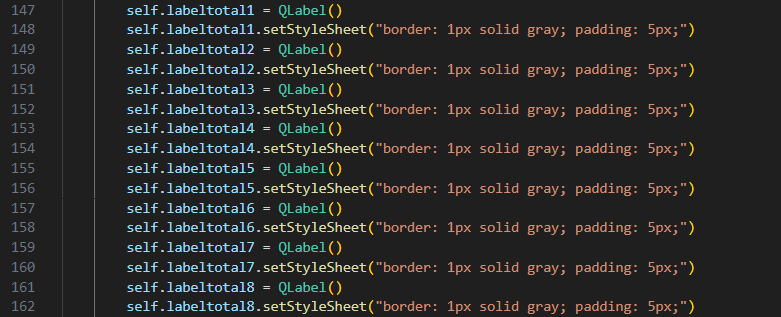 147 self.labeltotal1 = QLabel()
148 self.labeltotal1.setStyleSheet("border: 1px solid gray; padding: 5px;")
149 self.labeltotal2 = QLabel()
150 self.labeltotal2.setStyleSheet("border: 1px solid gray; padding: 5px;")
151 self.labeltotal3 = QLabel()
152 self.labeltotal3.setStyleSheet("border: 1px solid gray; padding: 5px;")
153 self.labeltotal4 = QLabel()
154 self.labeltotal4.setStyleSheet("border: 1px solid gray; padding: 5px;")
155 self.labeltotal5 = QLabel()
156 self.labeltotal5.setStyleSheet("border: 1px solid gray; padding: 5px;")
157 self.labeltotal6 = QLabel()
158 self.labeltotal6.setStyleSheet("border: 1px solid gray; padding: 5px;")
159 self.labeltotal7 = QLabel()
160 self.labeltotal7.setStyleSheet("border: 1px solid gray; padding: 5px;")
161 self.labeltotal8 = QLabel()
162 self.labeltotal8.setStyleSheet("border: 1px solid gray; padding: 5px;")